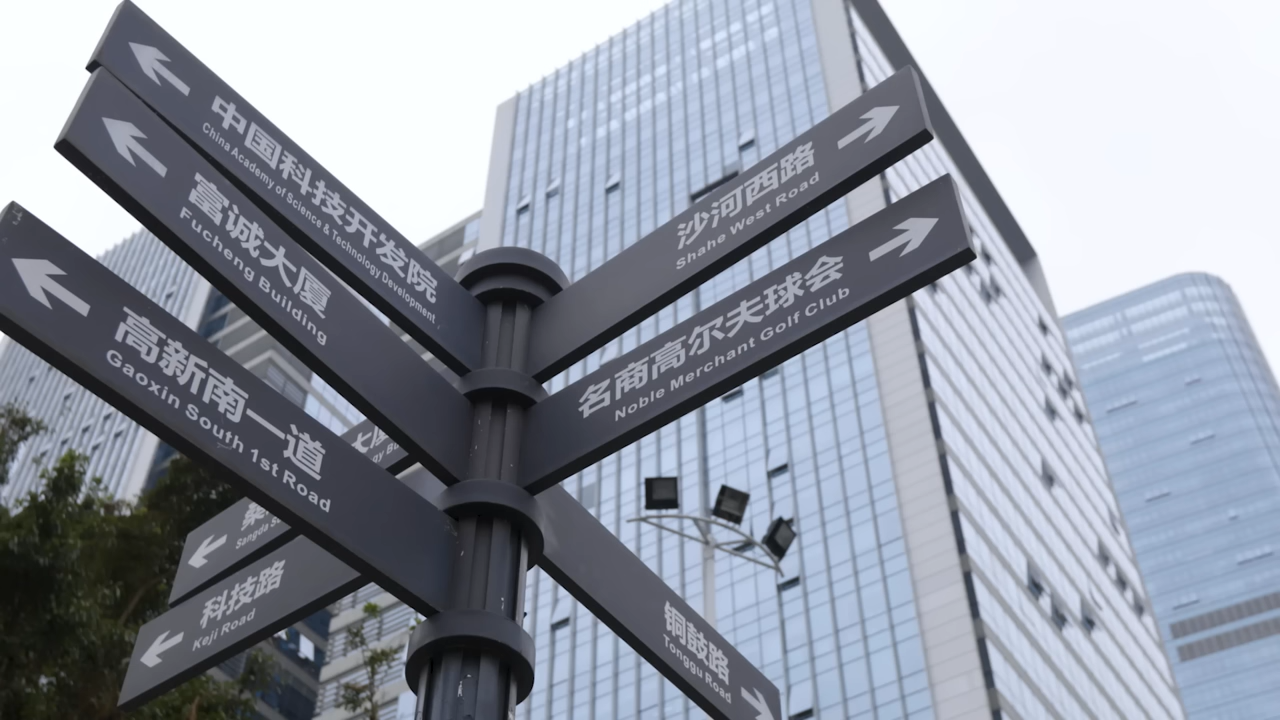 中国科技开发院
China Academy of Science & Technology Development
富诚大厦
Fucheng Building
高新南一道
Gaoxin South 1st Road
沙河西路
Shahe West Road
名商高尔夫球会
Noble Merchant Golf Club
科技路
Keji Road
铜鼓路
Tonggu Road